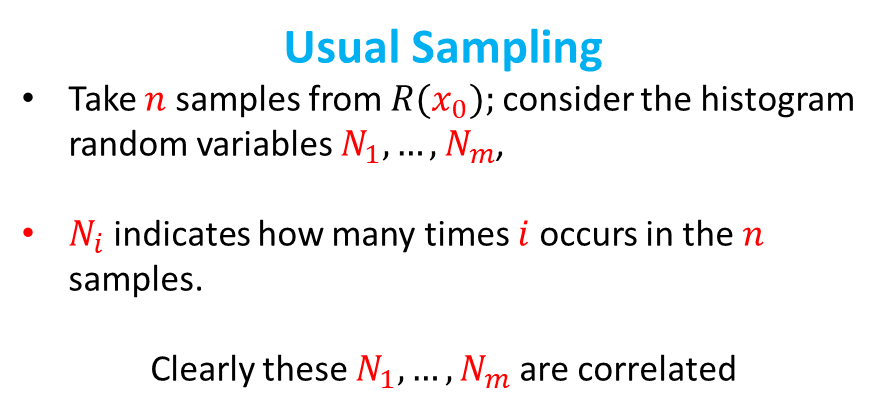 Usual Sampling
• Take n samples from R(x₀); consider the histogram
random variables N₁, … , Nₘ,
• Nᵢ indicates how many times i occurs in the n
samples.
Clearly these N₁, … , Nₘ are correlated